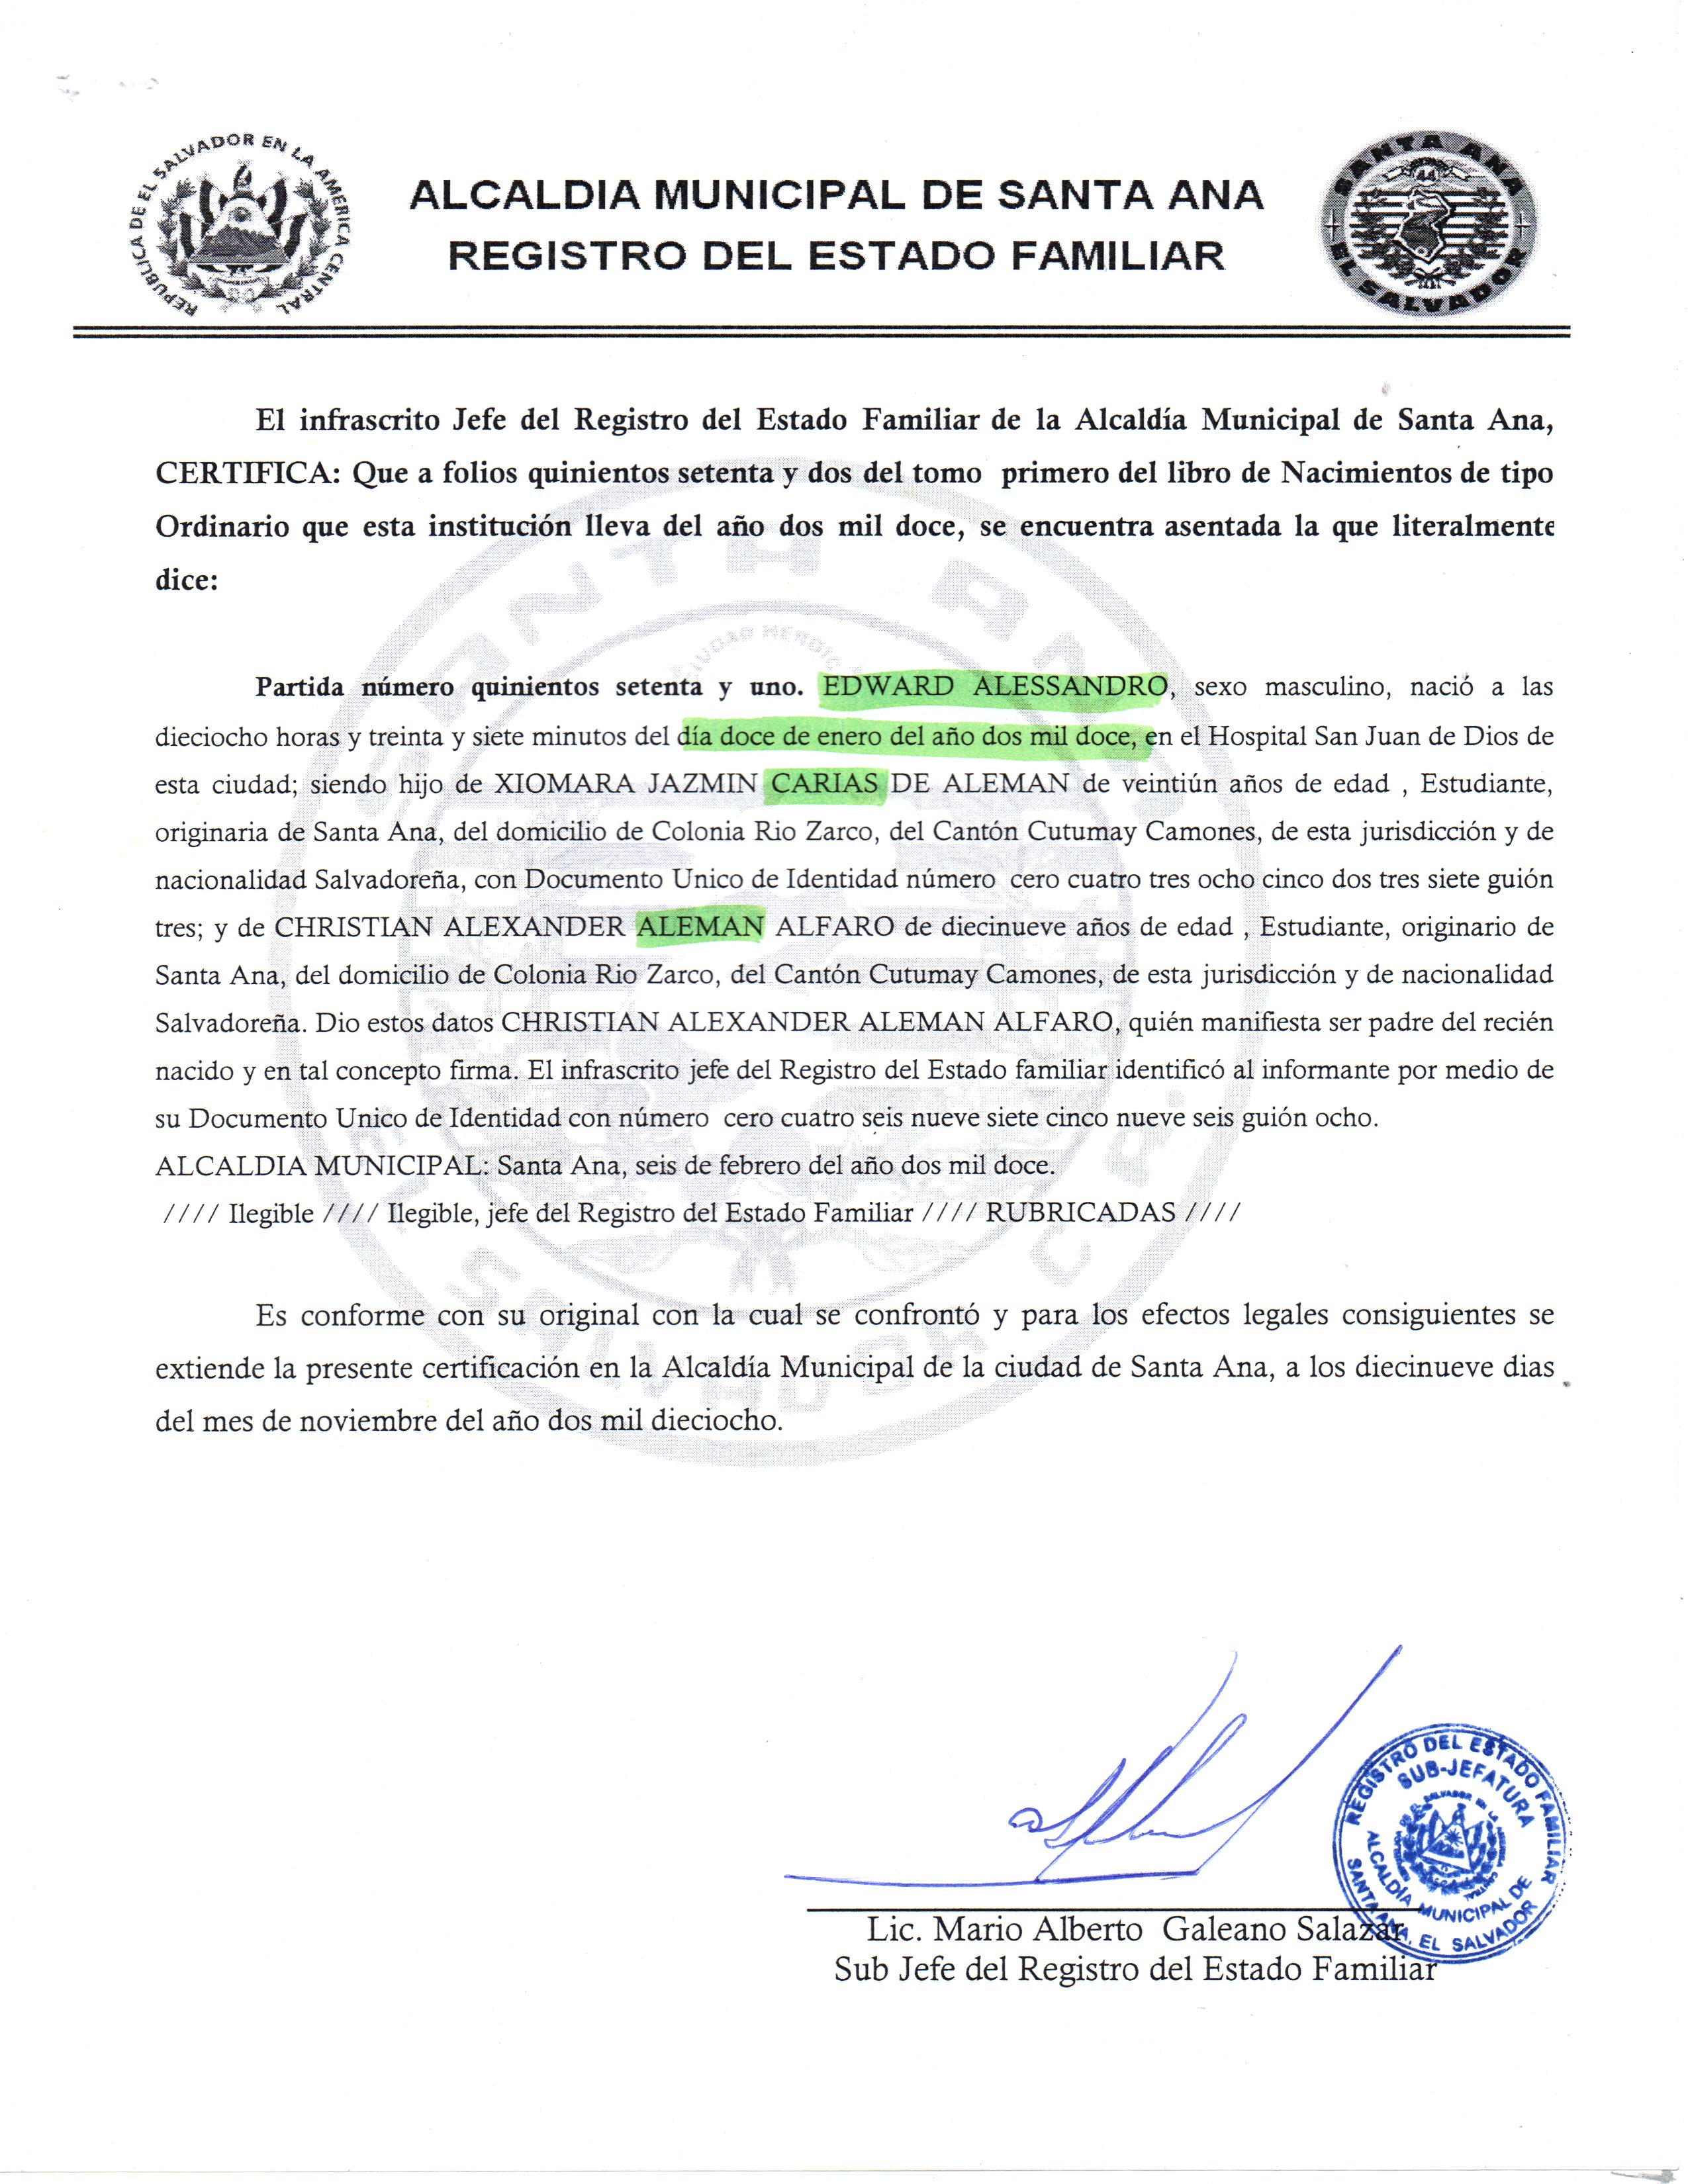 REPUBLICA DE EL SALVADOR EN LA AMERICA CENTRAL
ALCALDIA MUNICIPAL DE SANTA ANA
REGISTRO DEL ESTADO FAMILIAR
SANTA ANA
44
EL SALVADOR
El infrascrito Jefe del Registro del Estado Familiar de la Alcaldía Municipal de Santa Ana,
CERTIFICA: Que a folios quinientos setenta y dos del tomo primero del libro de Nacimientos de tipo
Ordinario que esta institución lleva del año dos mil doce, se encuentra asentada la que literalmente
dice:
Partida número quinientos setenta y uno. EDWARD ALESSANDRO, sexo masculino, nació a las
dieciocho horas y treinta y siete minutos del día doce de enero del año dos mil doce, en el Hospital San Juan de Dios de
esta ciudad; siendo hijo de XIOMARA JAZMIN CARIAS DE ALEMAN de veintiún años de edad , Estudiante,
originaria de Santa Ana, del domicilio de Colonia Rio Zarco, del Cantón Cutumay Camones, de esta jurisdicción y de
nacionalidad Salvadoreña, con Documento Unico de Identidad número cero cuatro tres ocho cinco dos tres siete guión
tres; y de CHRISTIAN ALEXANDER ALEMAN ALFARO de diecinueve años de edad , Estudiante, originario de
Santa Ana, del domicilio de Colonia Rio Zarco, del Cantón Cutumay Camones, de esta jurisdicción y de nacionalidad
Salvadoreña. Dio estos datos CHRISTIAN ALEXANDER ALEMAN ALFARO, quién manifiesta ser padre del recién
nacido y en tal concepto firma. El infrascrito jefe del Registro del Estado familiar identificó al informante por medio de
su Documento Unico de Identidad con número cero cuatro seis nueve siete cinco nueve seis guión ocho.
ALCALDIA MUNICIPAL: Santa Ana, seis de febrero del año dos mil doce.
//// Ilegible //// Ilegible, jefe del Registro del Estado Familiar //// RUBRICADAS ////
Es conforme con su original con la cual se confrontó y para los efectos legales consiguientes se
extiende la presente certificación en la Alcaldía Municipal de la ciudad de Santa Ana, a los diecinueve dias
del mes de noviembre del año dos mil dieciocho.
REGISTRO DEL ESTADO FAMILIAR
SUB-JEFATURA
ALCALDÍA MUNICIPAL DE
SANTA ANA, EL SALVADOR
Lic. Mario Alberto Galeano Salazar
Sub Jefe del Registro del Estado Familiar